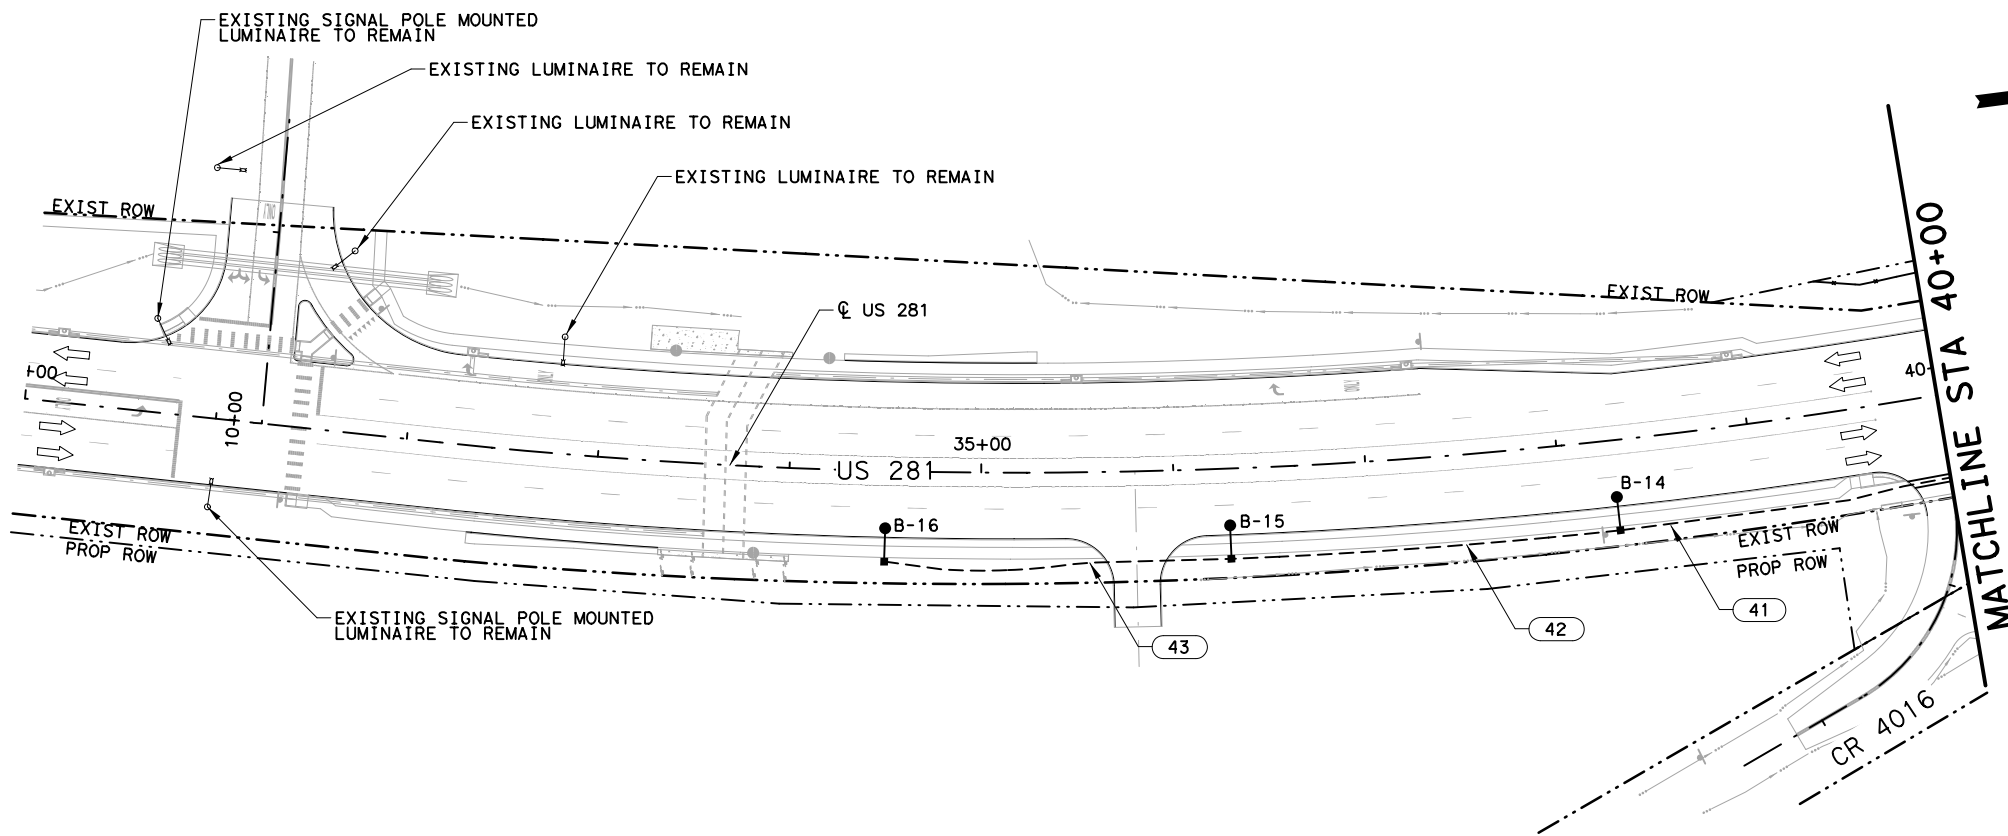 EXISTING SIGNAL POLE MOUNTED
LUMINAIRE TO REMAIN
EXISTING LUMINAIRE TO REMAIN
EXISTING LUMINAIRE TO REMAIN
EXISTING LUMINAIRE TO REMAIN
EXIST ROW
ONLY
℄ US 281
EXIST ROW
MATCHLINE STA 40+00
+00
40
10+00
35+00
US 281
B-14
B-15
B-16
EXIST ROW
PROP ROW
EXIST ROW
PROP ROW
41
42
43
EXISTING SIGNAL POLE MOUNTED
LUMINAIRE TO REMAIN
CR 4016